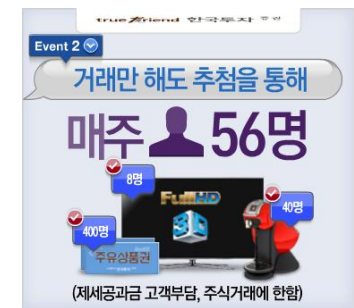 true friend 한국투자 증권
Event 2
거래만 해도 추첨을 통해
매주 56명
8명
Full HD
3D
40명
400명
주유상품권
(제세공과금 고객부담, 주식거래에 한함)